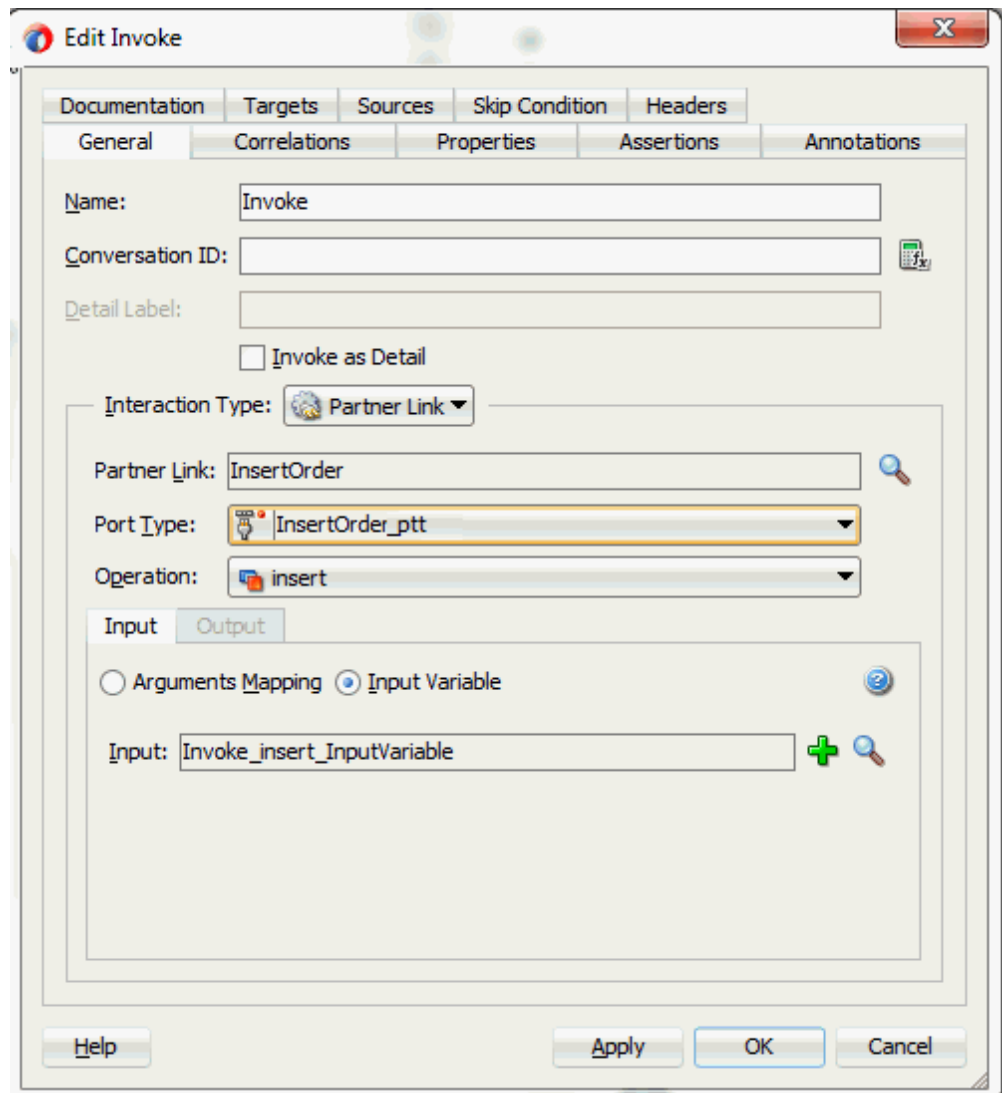 Edit Invoke
Documentation Targets Sources Skip Condition Headers
General Correlations Properties Assertions Annotations
Name: Invoke
Conversation ID:
Detail Label:
Invoke as Detail
Interaction Type: Partner Link
Partner Link: InsertOrder
Port Type: InsertOrder_ptt
Operation: insert
Input Output
Arguments Mapping Input Variable
Input: Invoke_insert_InputVariable
Help Apply OK Cancel